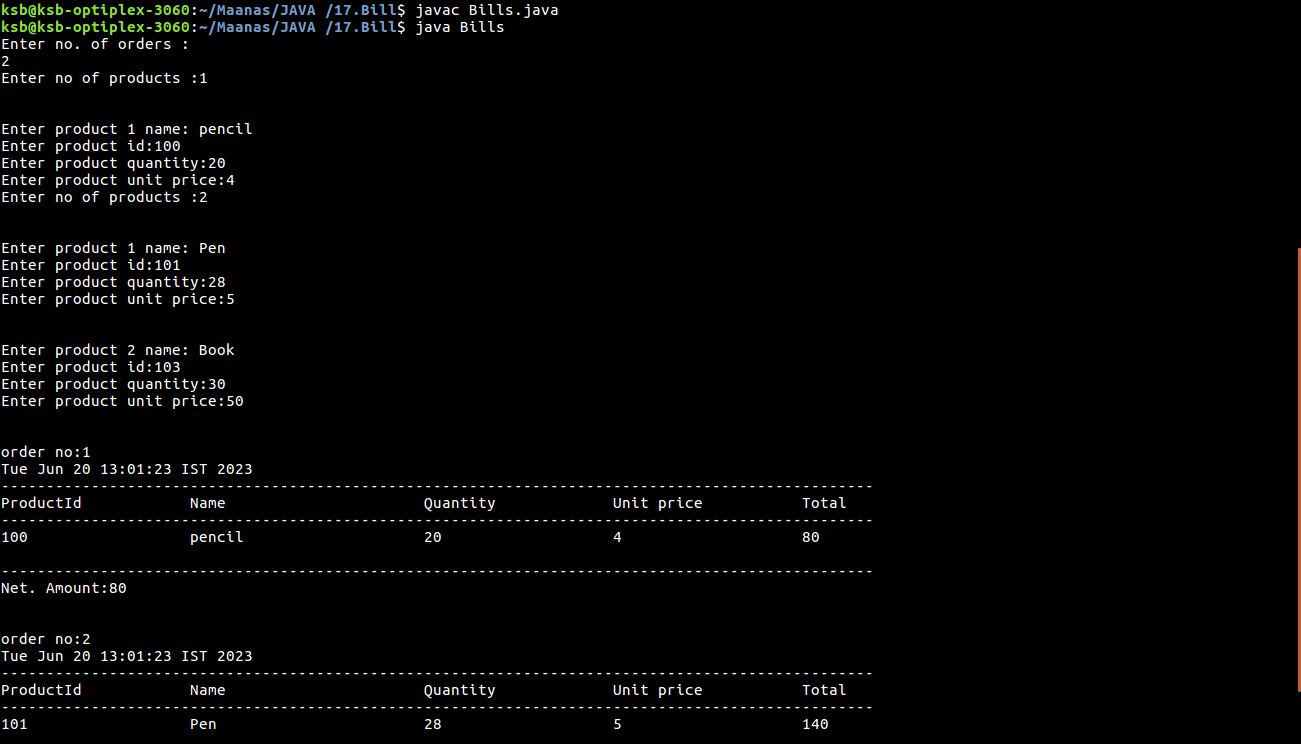 ksb@ksb-optiplex-3060:~/Maanas/JAVA /17.Bill$ javac Bills.java
ksb@ksb-optiplex-3060:~/Maanas/JAVA /17.Bill$ java Bills
Enter no. of orders :
2
Enter no of products :1
Enter product 1 name: pencil
Enter product id:100
Enter product quantity:20
Enter product unit price:4
Enter no of products :2
Enter product 1 name: Pen
Enter product id:101
Enter product quantity:28
Enter product unit price:5
Enter product 2 name: Book
Enter product id:103
Enter product quantity:30
Enter product unit price:50
order no:1
Tue Jun 20 13:01:23 IST 2023
-------------------------------------------------------------------------------------------------
ProductId            Name                      Quantity             Unit price           Total
-------------------------------------------------------------------------------------------------
100                  pencil                    20                   4                    80
-------------------------------------------------------------------------------------------------
Net. Amount:80
order no:2
Tue Jun 20 13:01:23 IST 2023
-------------------------------------------------------------------------------------------------
ProductId            Name                      Quantity             Unit price           Total
-------------------------------------------------------------------------------------------------
101                  Pen                       28                   5                    140